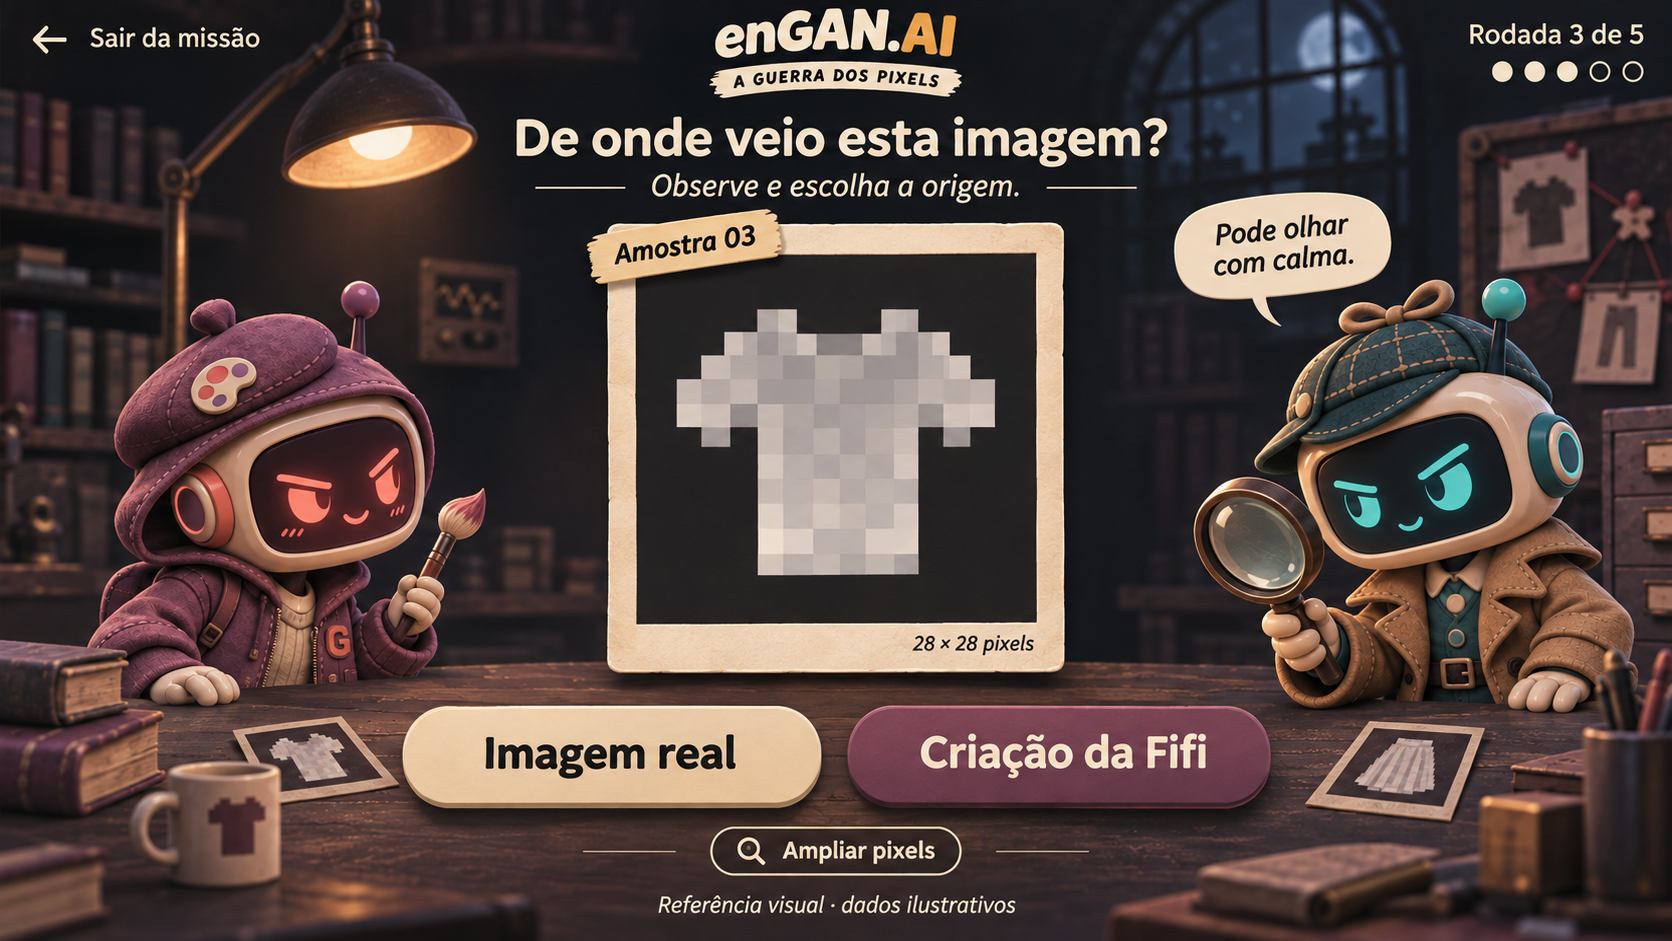 ← Sair da missão
enGAN.AI
A GUERRA DOS PIXELS
Rodada 3 de 5
De onde veio esta imagem?
Observe e escolha a origem.
Amostra 03
Pode olhar
com calma.
G
28 × 28 pixels
Imagem real
Criação da Fifi
Ampliar pixels
Referência visual · dados ilustrativos